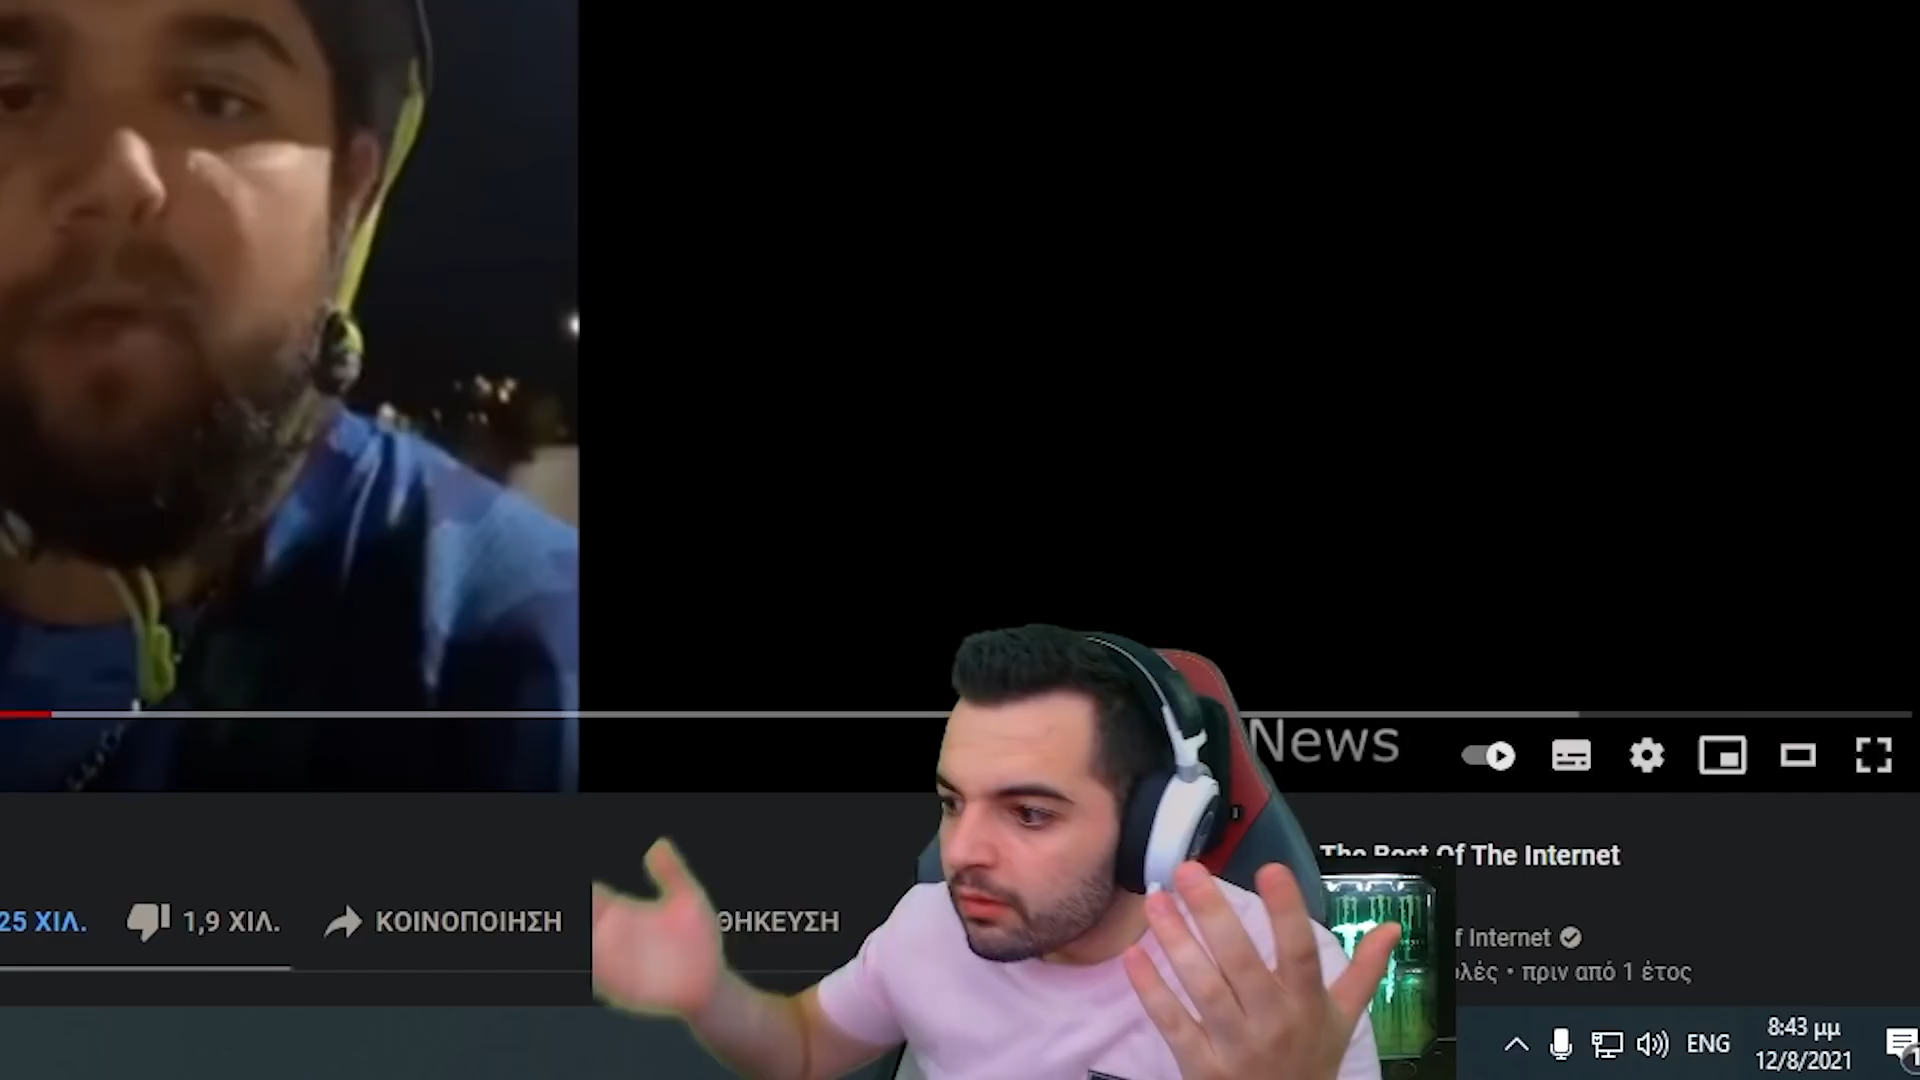 News
The Best Of The Internet
25 ΧΙΛ.
1,9 ΧΙΛ.
ΚΟΙΝΟΠΟΙΗΣΗ
ΘΗΚΕΥΣΗ
f Internet
λές • πριν από 1 έτος
ENG
8:43 μμ
12/8/2021